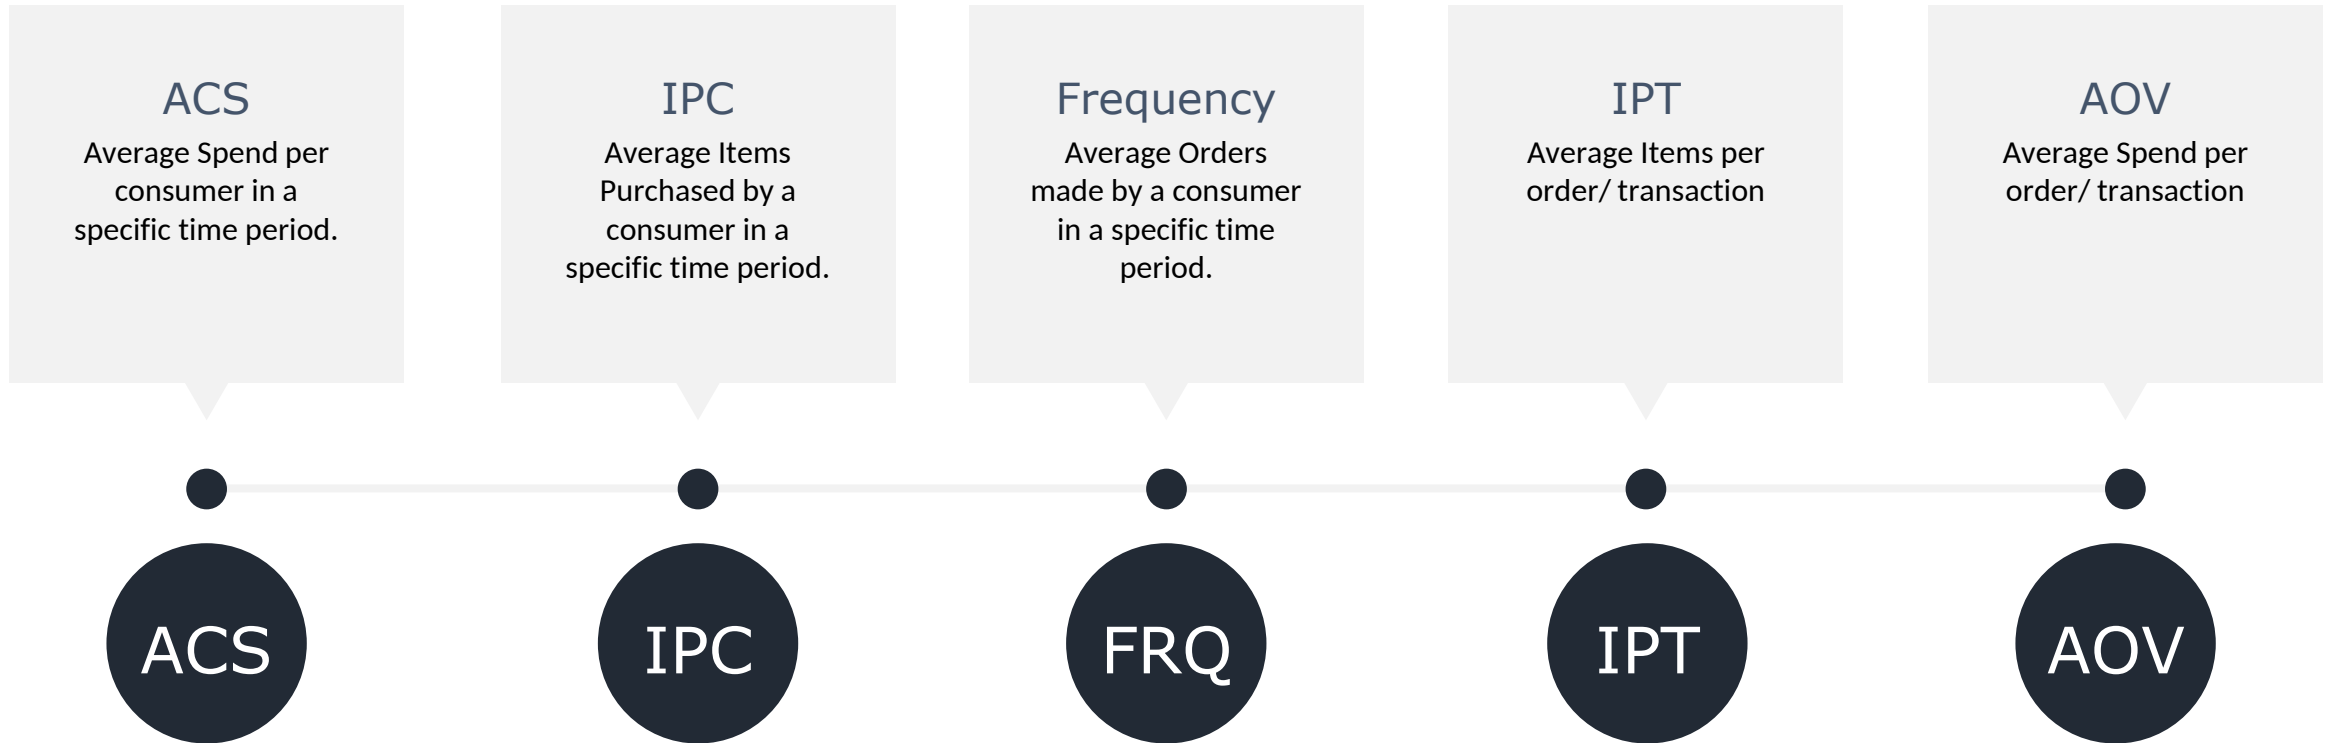 ACS
Average Spend per
consumer in a
specific time period.
IPC
Average Items
Purchased by a
consumer in a
specific time period.
Frequency
Average Orders
made by a consumer
in a specific time
period.
IPT
Average Items per
order/ transaction
AOV
Average Spend per
order/ transaction
ACS
IPC
FRQ
IPT
AOV